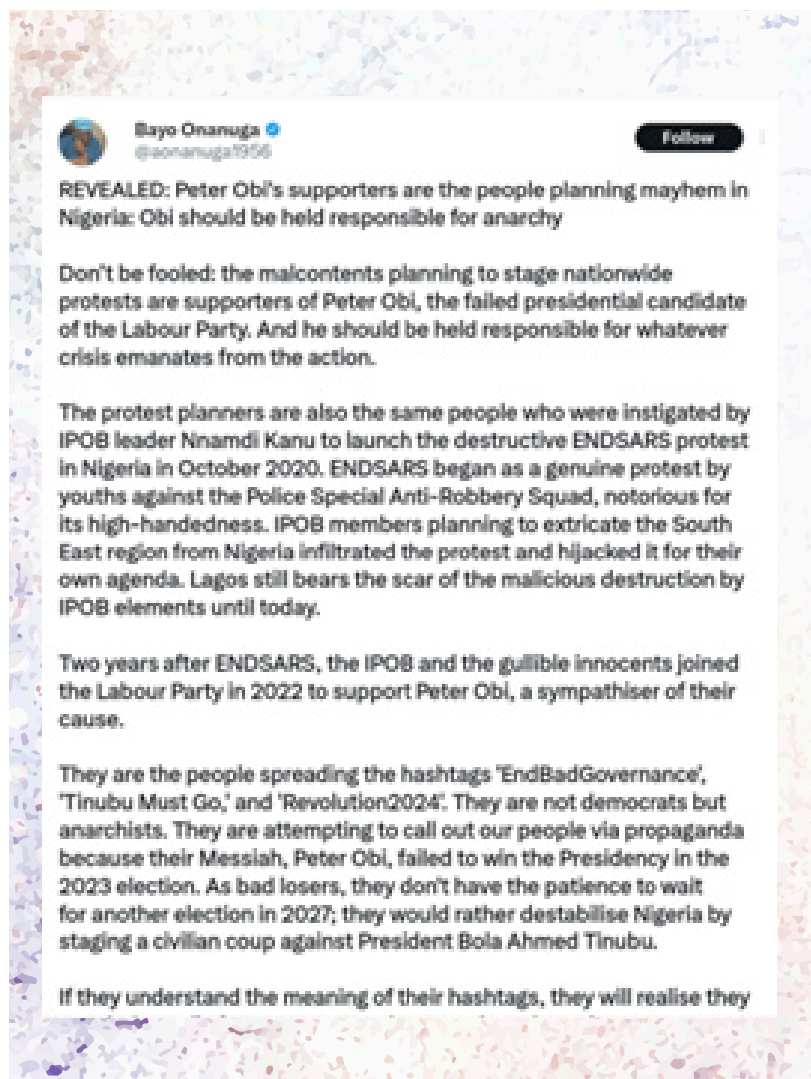 Bayo Onanuga
@aonanuga1956
Follow
REVEALED: Peter Obi's supporters are the people planning mayhem in
Nigeria: Obi should be held responsible for anarchy
Don't be fooled: the malcontents planning to stage nationwide
protests are supporters of Peter Obi, the failed presidential candidate
of the Labour Party. And he should be held responsible for whatever
crisis emanates from the action.
The protest planners are also the same people who were instigated by
IPOB leader Nnamdi Kanu to launch the destructive ENDSARS protest
in Nigeria in October 2020. ENDSARS began as a genuine protest by
youths against the Police Special Anti-Robbery Squad, notorious for
its high-handedness. IPOB members planning to extricate the South
East region from Nigeria infiltrated the protest and hijacked it for their
own agenda. Lagos still bears the scar of the malicious destruction by
IPOB elements until today.
Two years after ENDSARS, the IPOB and the gullible innocents joined
the Labour Party in 2022 to support Peter Obi, a sympathiser of their
cause.
They are the people spreading the hashtags 'EndBadGovernance',
'Tinubu Must Go,' and 'Revolution2024'. They are not democrats but
anarchists. They are attempting to call out our people via propaganda
because their Messiah, Peter Obi, failed to win the Presidency in the
2023 election. As bad losers, they don't have the patience to wait
for another election in 2027; they would rather destabilise Nigeria by
staging a civilian coup against President Bola Ahmed Tinubu.
If they understand the meaning of their hashtags, they will realise they